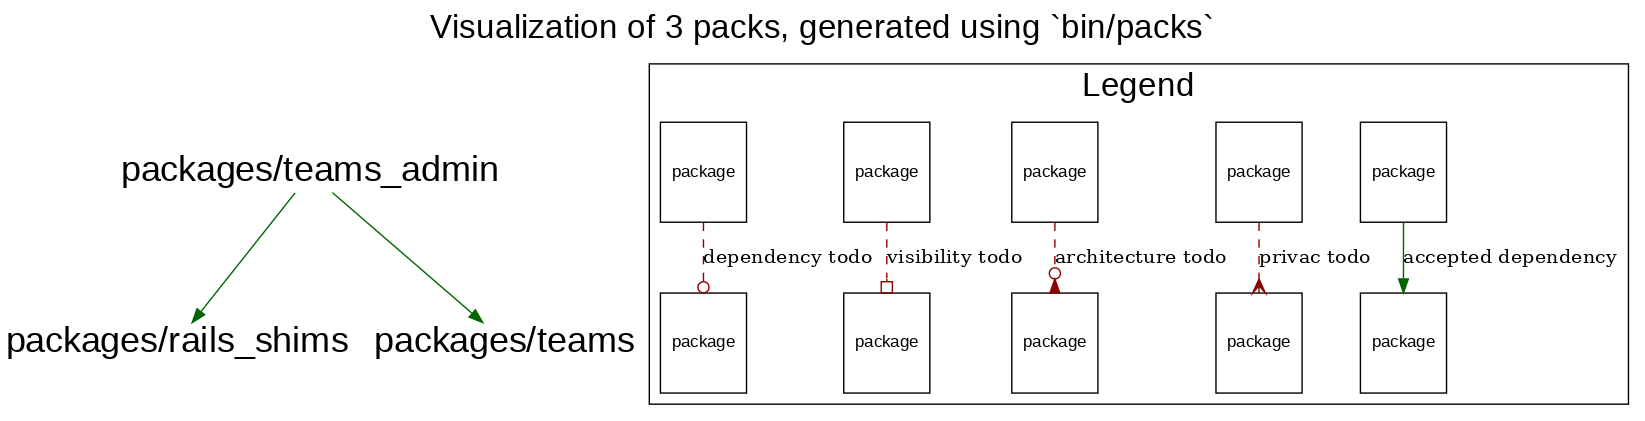 Visualization of 3 packs, generated using `bin/packs`
packages/teams_admin
packages/rails_shims
packages/teams
Legend
package
package
package
package
package
dependency todo
visibility todo
architecture todo
privac todo
accepted dependency
package
package
package
package
package